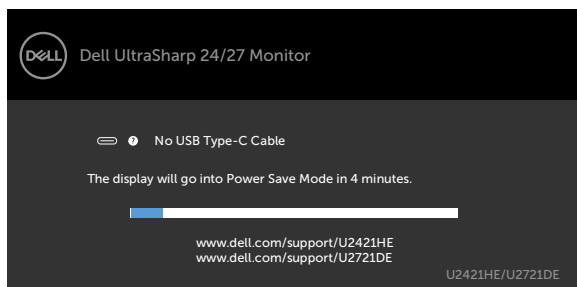 DELL
Dell UltraSharp 24/27 Monitor
? No USB Type-C Cable
The display will go into Power Save Mode in 4 minutes.
www.dell.com/support/U2421HE
www.dell.com/support/U2721DE
U2421HE/U2721DE